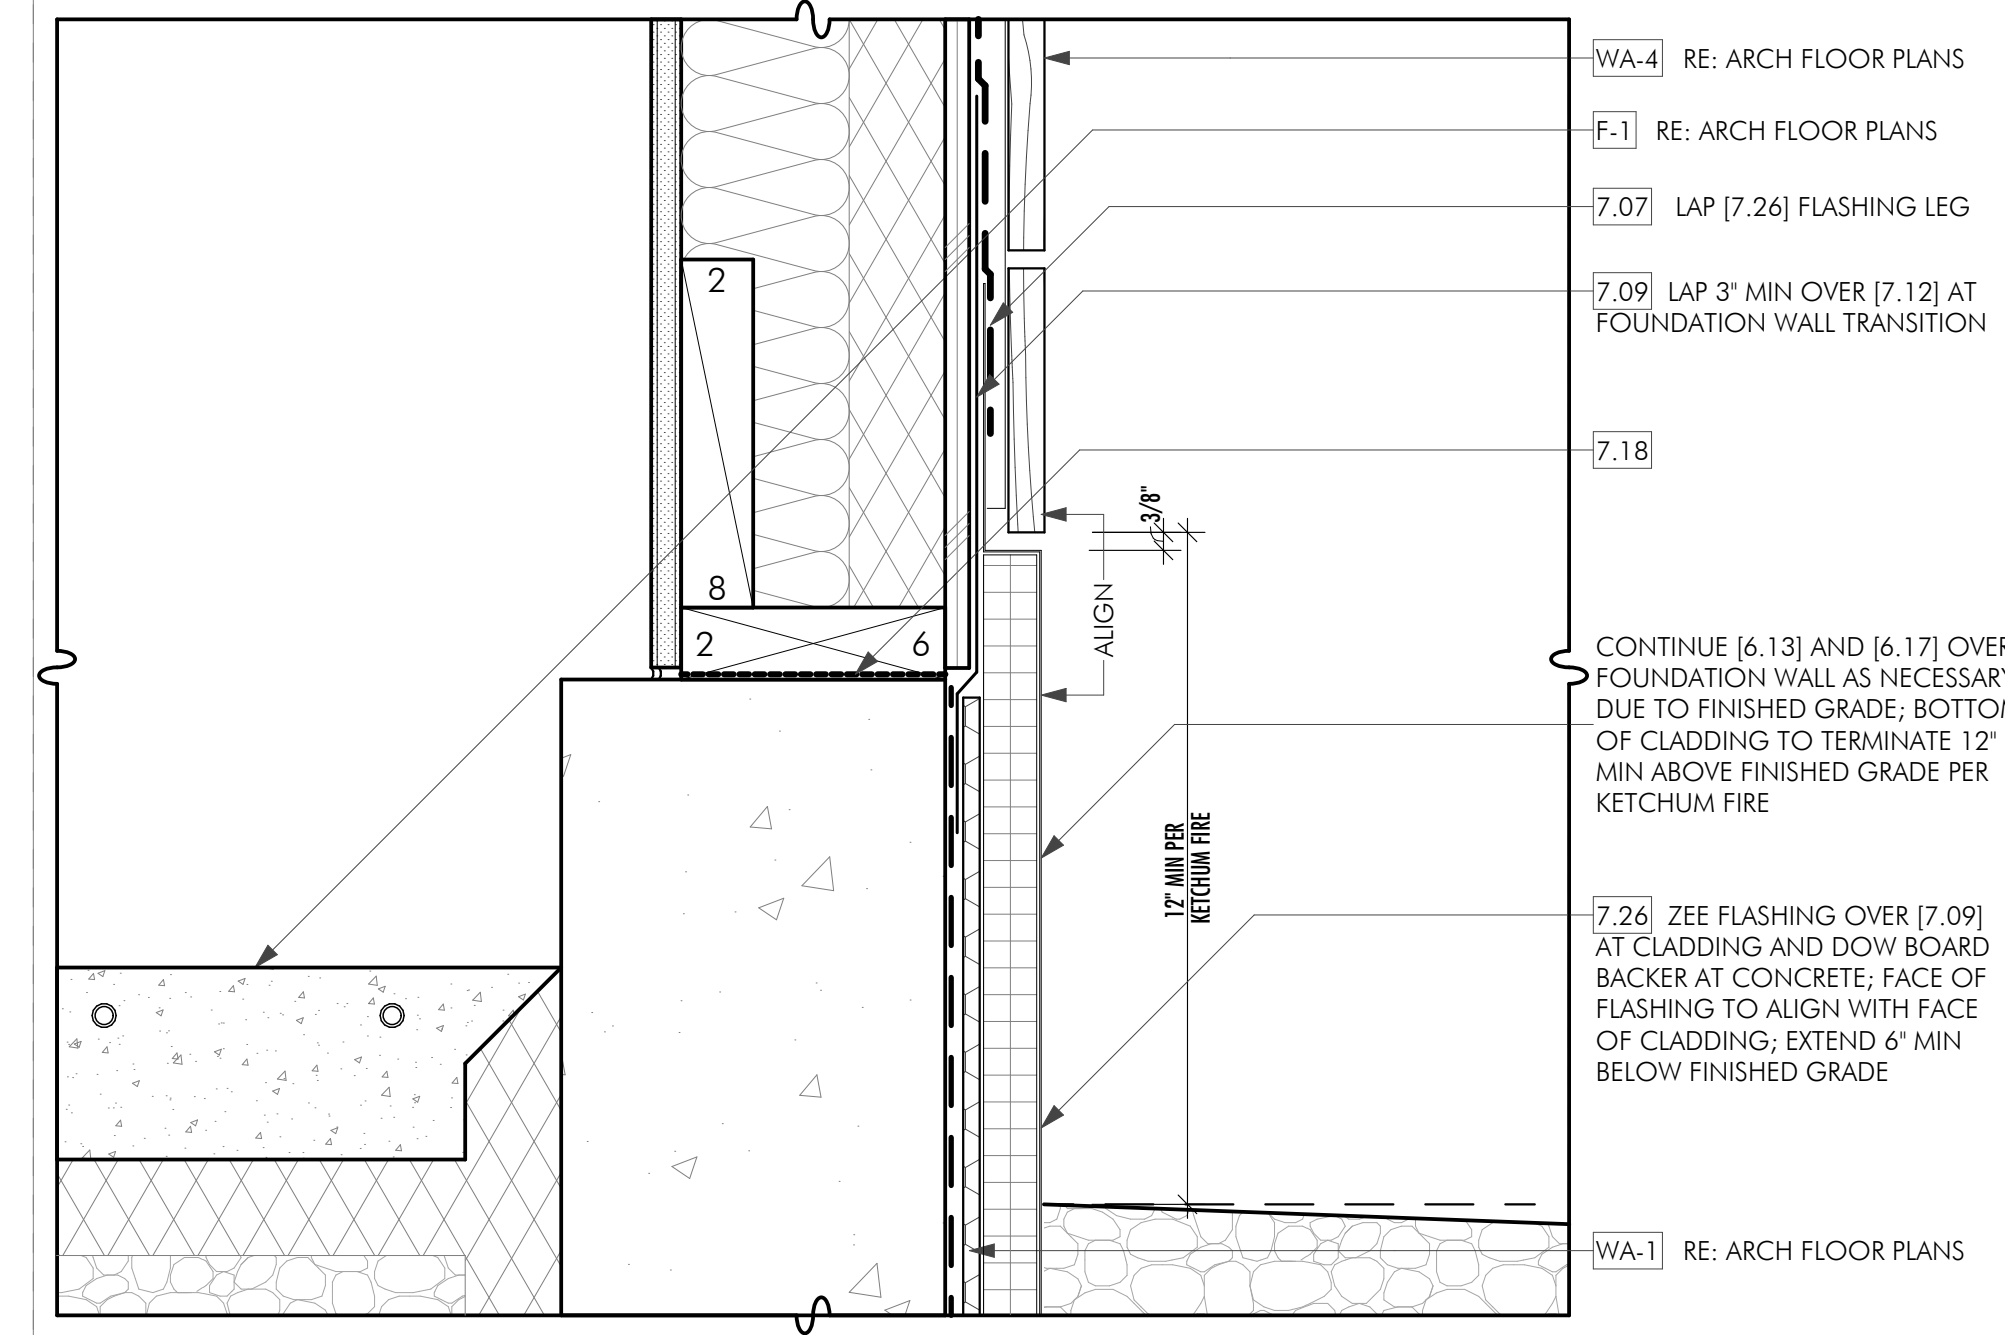 WA-4 RE: ARCH FLOOR PLANS
F-1 RE: ARCH FLOOR PLANS
7.07 LAP [7.26] FLASHING LEG
7.09 LAP 3" MIN OVER [7.12] AT
FOUNDATION WALL TRANSITION
7.18
2
8
2 6
3/8"
ALIGN
12" MIN PER
KETCHUM FIRE
CONTINUE [6.13] AND [6.17] OVER
FOUNDATION WALL AS NECESSARY
DUE TO FINISHED GRADE; BOTTOM
OF CLADDING TO TERMINATE 12"
MIN ABOVE FINISHED GRADE PER
KETCHUM FIRE
7.26 ZEE FLASHING OVER [7.09]
AT CLADDING AND DOW BOARD
BACKER AT CONCRETE; FACE OF
FLASHING TO ALIGN WITH FACE
OF CLADDING; EXTEND 6" MIN
BELOW FINISHED GRADE
WA-1 RE: ARCH FLOOR PLANS